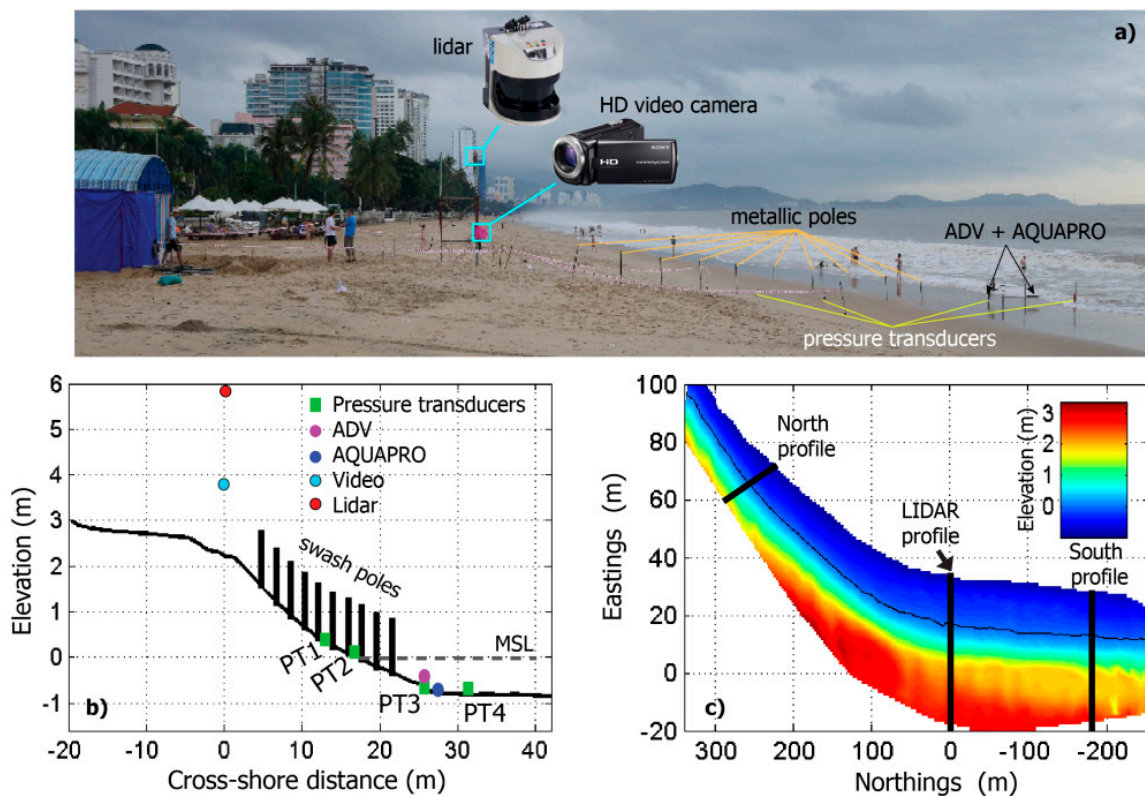 a)
lidar
HD video camera
SONY
HD
metallic poles
ADV + AQUAPRO
pressure transducers
6
5
4
3
2
1
0
-1
Elevation (m)
Pressure transducers
ADV
AQUAPRO
Video
Lidar
swash poles
MSL
PT1
PT2
PT3
PT4
b)
-20 -10 0 10 20 30 40
Cross-shore distance (m)
100
80
60
40
20
0
-20
Eastings (m)
North
profile
LIDAR
profile
South
profile
Elevation (m)
3
2
1
0
c)
300 200 100 0 -100 -200
Northings (m)